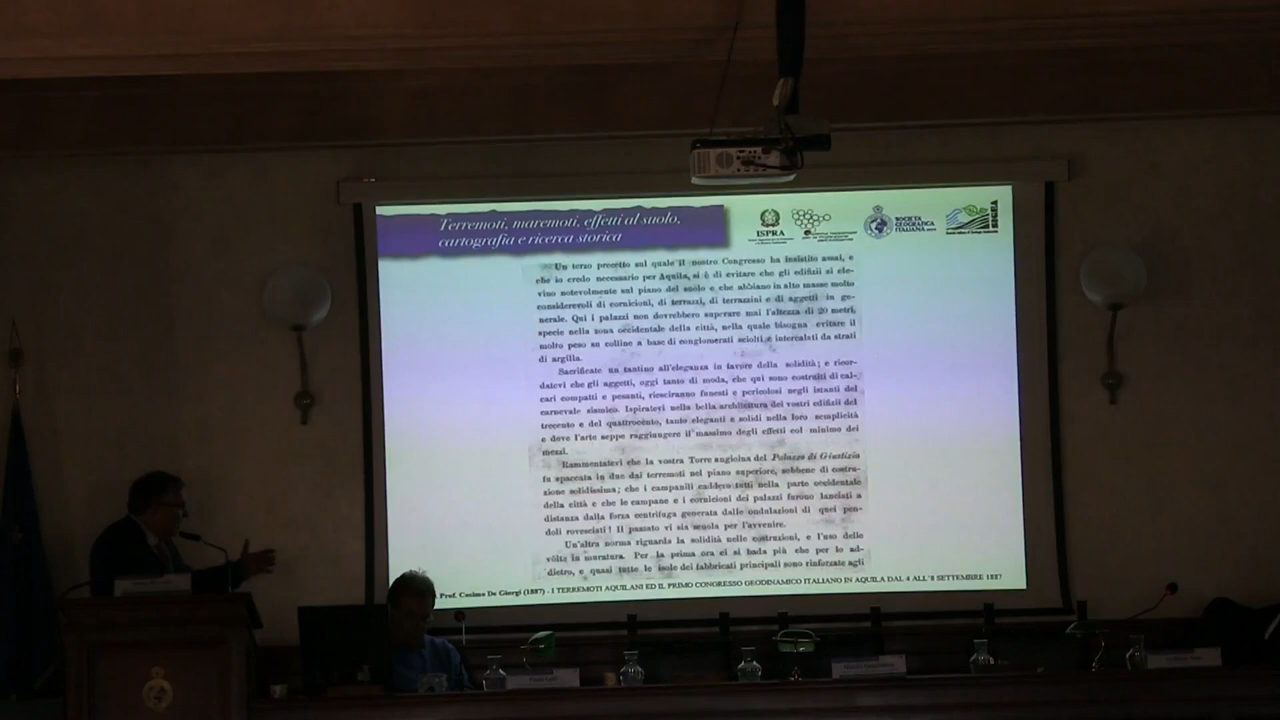 Terremoti, maremoti, effetti al suolo,
cartografia e ricerca storica
ISPRA
SOCIETÀ
GEOGRAFICA
ITALIANA
SIGEA
Un terzo precetto sul quale il nostro Congresso ha insistito assai, e
che io credo necessario per Aquila, si è di evitare che gli edifizii si ele-
vino notevolmente sul piano del suolo e che abbiano in alto masse molto
considerevoli di cornicioni, di terrazzi, di terrazzini e di aggetti in ge-
nerale. Qui i palazzi non dovrebbero superare mai l'altezza di 20 metri,
specie nella zona occidentale della città, nella quale bisogna evitare il
molto peso su colline a base di conglomerati sciolti e intercalati da strati
di argilla.
Sacrificate un tantino all'eleganza in favore della solidità; e ricor-
datevi che gli aggetti, oggi tanto di moda, che qui sono costruiti di cal-
cari compatti e pesanti, riesciranno funesti e pericolosi negli istanti del
carnevale sismico. Ispiratevi nella bella architettura dei vostri edifizii del
trecento e del quattrocento, tanto eleganti e solidi nella loro semplicità
e dove l'arte seppe raggiungere il massimo degli effetti col minimo dei
mezzi.
Rammentatevi che la vostra Torre angioina del Palazzo di Giustizia
fu spaccata in due dai terremoti nel piano superiore, sebbene di costru-
zione solidissima; che i campanili caddero tutti nella parte occidentale
della città e che le campane e i cornicioni dei palazzi furono lanciati a
distanza dalla forza centrifuga generata dalle ondulazioni di quei pen-
doli rovesciati! Il passato vi sia scuola per l'avvenire.
Un'altra norma riguarda la solidità nelle costruzioni, e l'uso delle
vôlte in muratura. Per la prima ora ci si bada più che per lo ad-
dietro, e quasi tutte le isole dei fabbricati principali sono rinforzate agli
Prof. Cosimo De Giorgi (1887) . I TERREMOTI AQUILANI ED IL PRIMO CONGRESSO GEODINAMICO ITALIANO IN AQUILA DAL 4 ALL'8 SETTEMBRE 1887